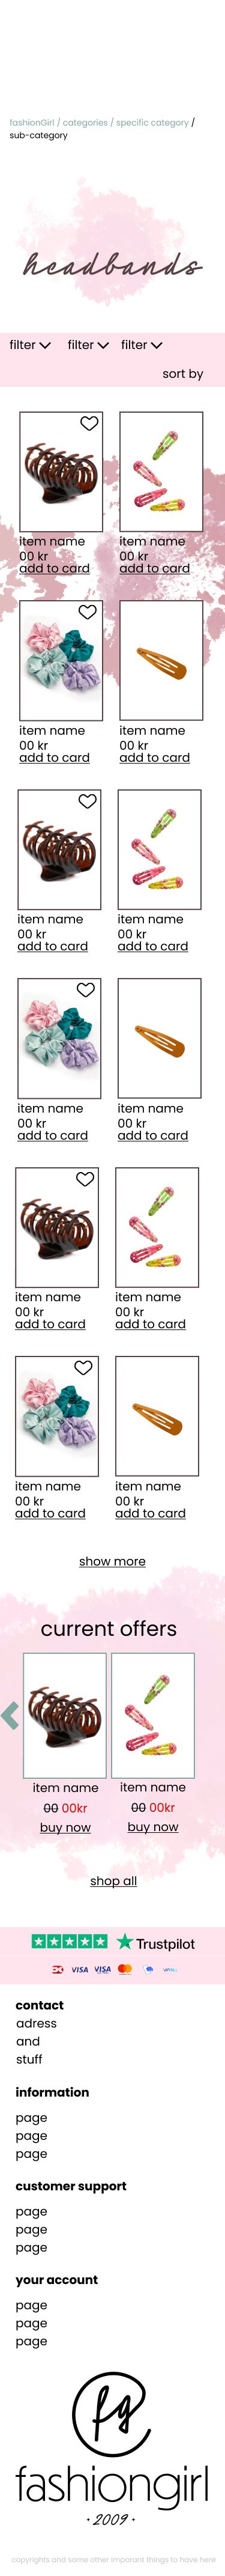 fashionGirl / categories / specific category /
sub-category
headbands
filter filter filter
sort by
item name item name
00 kr 00 kr
add to card add to card
item name item name
00 kr 00 kr
add to card add to card
item name item name
00 kr 00 kr
add to card add to card
item name item name
00 kr 00 kr
add to card add to card
item name item name
00 kr 00 kr
add to card add to card
item name item name
00 kr 00 kr
add to card add to card
show more
current offers
item name item name
00 00kr 00 00kr
buy now buy now
shop all
Trustpilot
VISA VISA
contact
adress
and
stuff
information
page
page
page
customer support
page
page
page
your account
page
page
page
fg
fashiongirl
• 2009 •
copyrights and some other imporant things to have here